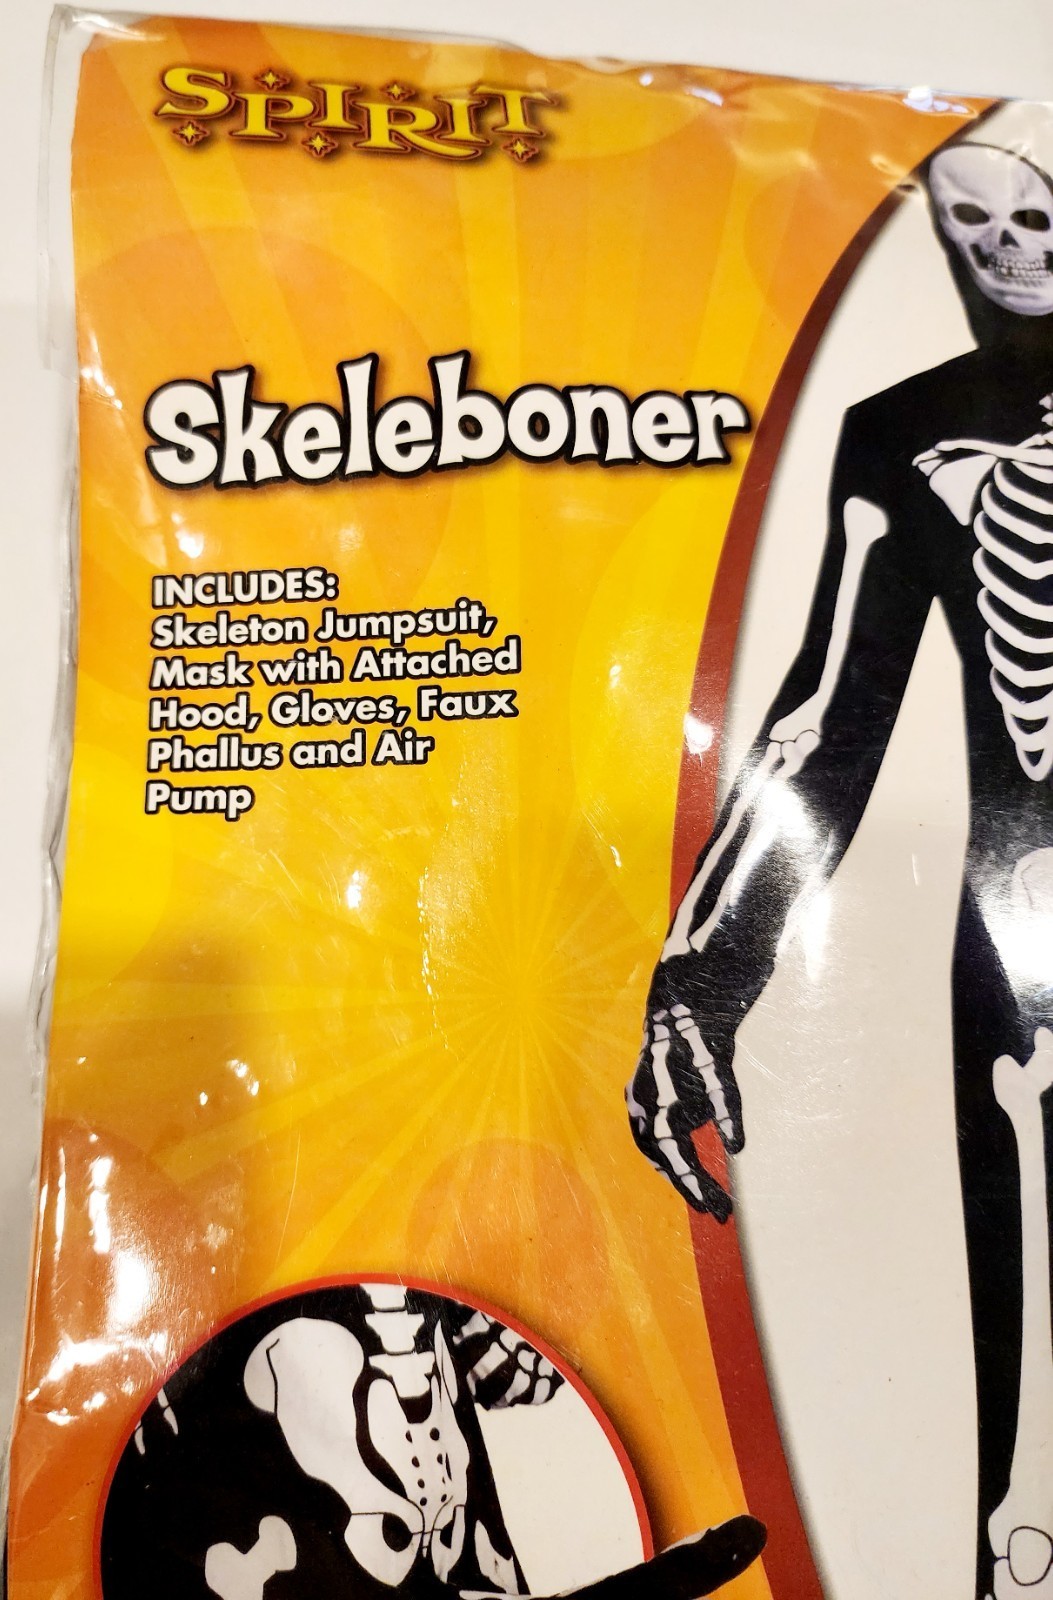 SPIRIT
Skeleboner
INCLUDES:
Skeleton Jumpsuit,
Mask with Attached
Hood, Gloves, Faux
Phallus and Air
Pump